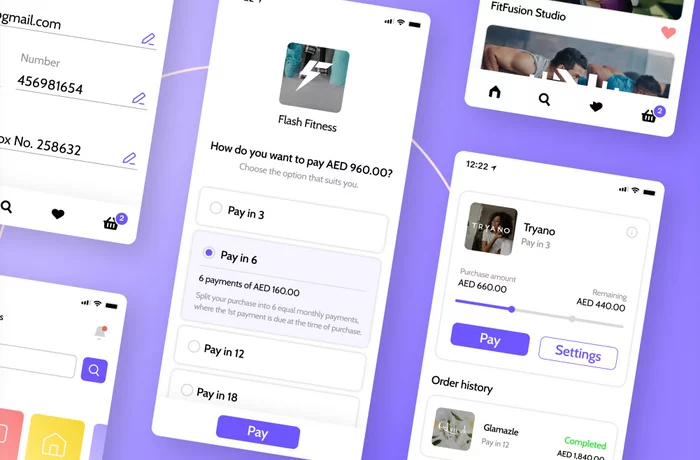 @gmail.com
Number
456981654
ox No. 258632
2
s
12:22
Flash Fitness
How do you want to pay AED 960.00?
Choose the option that suits you.
Pay in 3
Pay in 6
6 payments of AED 160.00
Split your purchase into 6 equal monthly payments,
where the 1st payment is due at the time of purchase.
Pay in 12
Pay in 18
Pay
FitFusion Studio
2
12:22
TRYANO
Tryano
Pay in 3
Purchase amount
AED 660.00
Remaining
AED 440.00
Pay
Settings
Order history
Glamazle
Pay in 12
Completed
AED 1,840.00